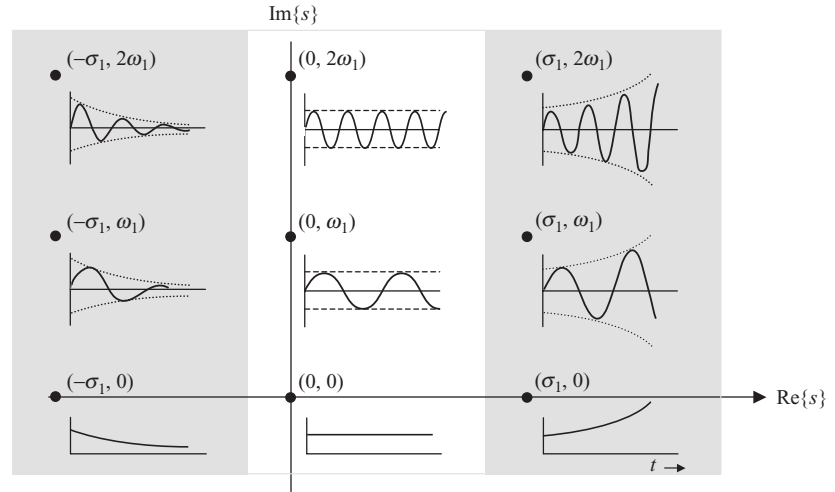 Im{s}
(−σ₁, 2ω₁) (0, 2ω₁) (σ₁, 2ω₁)
(−σ₁, ω₁) (0, ω₁) (σ₁, ω₁)
(−σ₁, 0) (0, 0) (σ₁, 0)
Re{s}
t